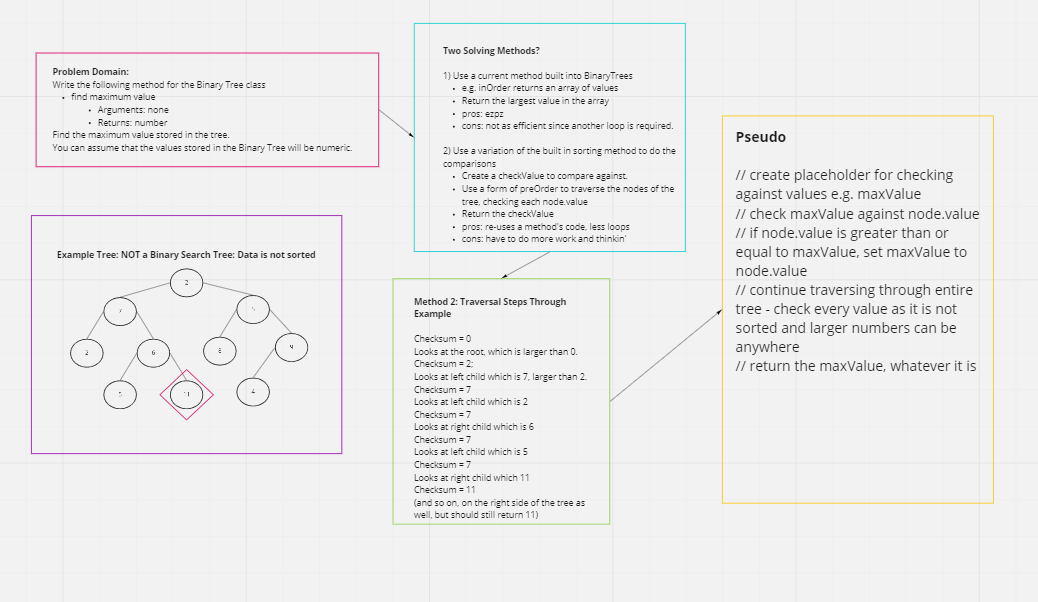 Problem Domain:
Write the following method for the Binary Tree class
• find maximum value
• Arguments: none
• Returns: number
Find the maximum value stored in the tree.
You can assume that the values stored in the Binary Tree will be numeric.
Two Solving Methods?
1) Use a current method built into BinaryTrees
• e.g. inOrder returns an array of values
• Return the largest value in the array
• pros: ezpz
• cons: not as efficient since another loop is required.
2) Use a variation of the built in sorting method to do the
comparisons
• Create a checkValue to compare against.
• Use a form of preOrder to traverse the nodes of the
tree, checking each node.value
• Return the checkValue
• pros: re-uses a method's code, less loops
• cons: have to do more work and thinkin'
Example Tree: NOT a Binary Search Tree: Data is not sorted
2
7
2
6
8
9
5
11
4
Method 2: Traversal Steps Through
Example
Checksum = 0
Looks at the root, which is larger than 0.
Checksum = 2;
Looks at left child which is 7, larger than 2.
Checksum = 7
Looks at left child which is 2
Checksum = 7
Looks at right child which is 6
Checksum = 7
Looks at left child which is 5
Checksum = 7
Looks at right child which 11
Checksum = 11
(and so on, on the right side of the tree as
well, but should still return 11)
Pseudo
// create placeholder for checking
against values e.g. maxValue
// check maxValue against node.value
// if node.value is greater than or
equal to maxValue, set maxValue to
node.value
// continue traversing through entire
tree - check every value as it is not
sorted and larger numbers can be
anywhere
// return the maxValue, whatever it is